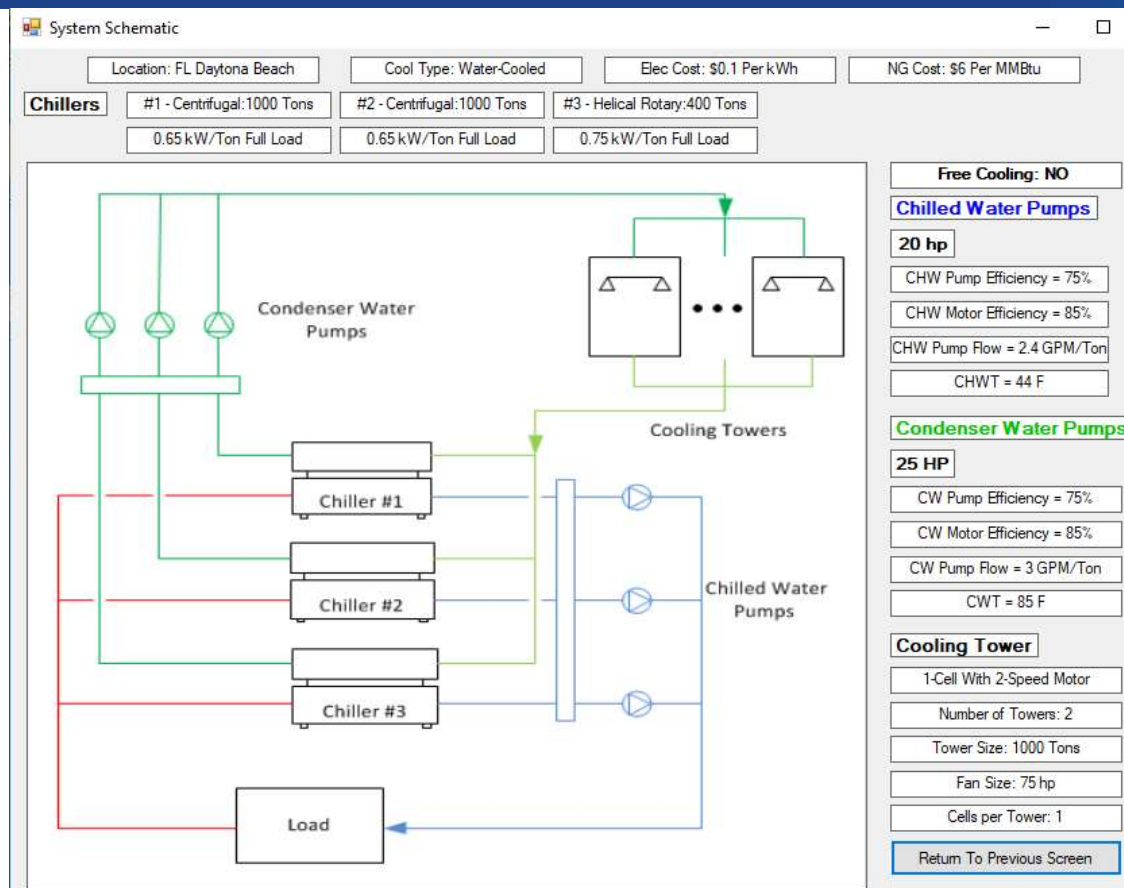 System Schematic
Location: FL Daytona Beach
Cool Type: Water-Cooled
Elec Cost: $0.1 Per kWh
NG Cost: $6 Per MMBtu
Chillers
#1 - Centrifugal:1000 Tons
#2 - Centrifugal:1000 Tons
#3 - Helical Rotary:400 Tons
0.65 kW/Ton Full Load
0.65 kW/Ton Full Load
0.75 kW/Ton Full Load
Condenser Water
Pumps
Cooling Towers
Chiller #1
Chiller #2
Chiller #3
Chilled Water
Pumps
Load
Free Cooling: NO
Chilled Water Pumps
20 hp
CHW Pump Efficiency = 75%
CHW Motor Efficiency = 85%
CHW Pump Flow = 2.4 GPM/Ton
CHWT = 44 F
Condenser Water Pumps
25 HP
CW Pump Efficiency = 75%
CW Motor Efficiency = 85%
CW Pump Flow = 3 GPM/Ton
CWT = 85 F
Cooling Tower
1-Cell With 2-Speed Motor
Number of Towers: 2
Tower Size: 1000 Tons
Fan Size: 75 hp
Cells per Tower: 1
Return To Previous Screen